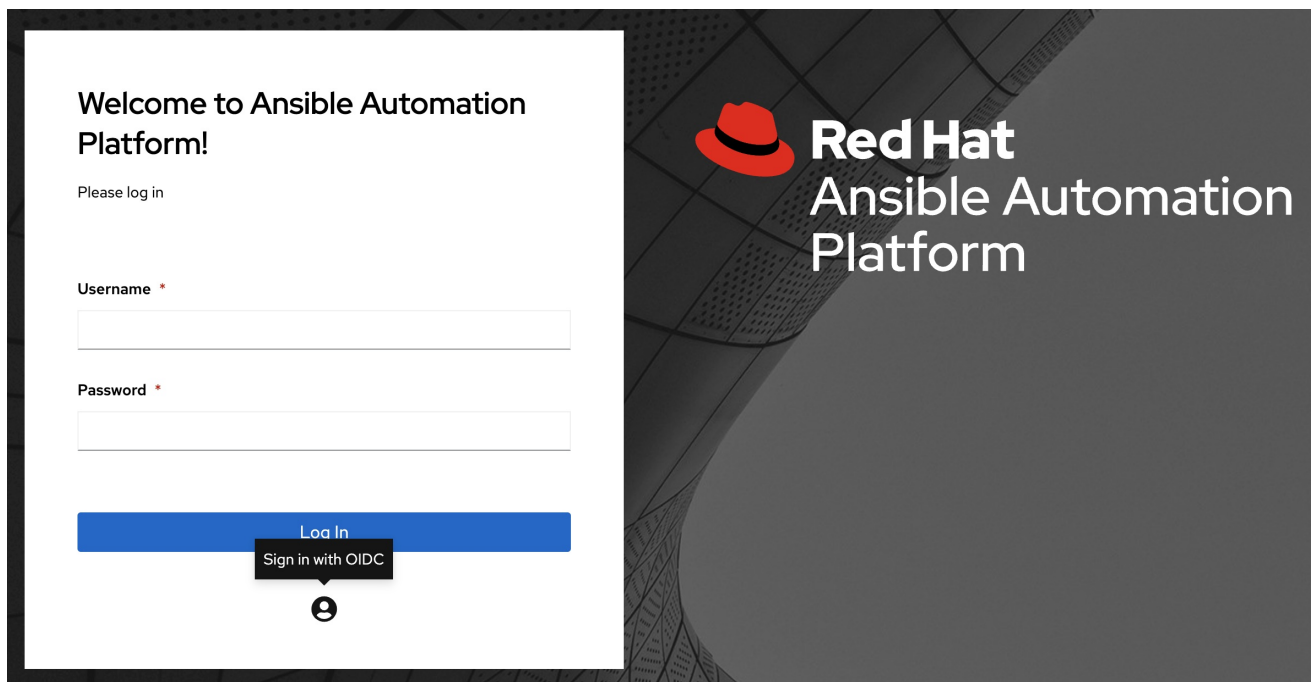 Welcome to Ansible Automation
Platform!
Please log in
Username *
Password *
Log In
Sign in with OIDC
Red Hat
Ansible Automation
Platform